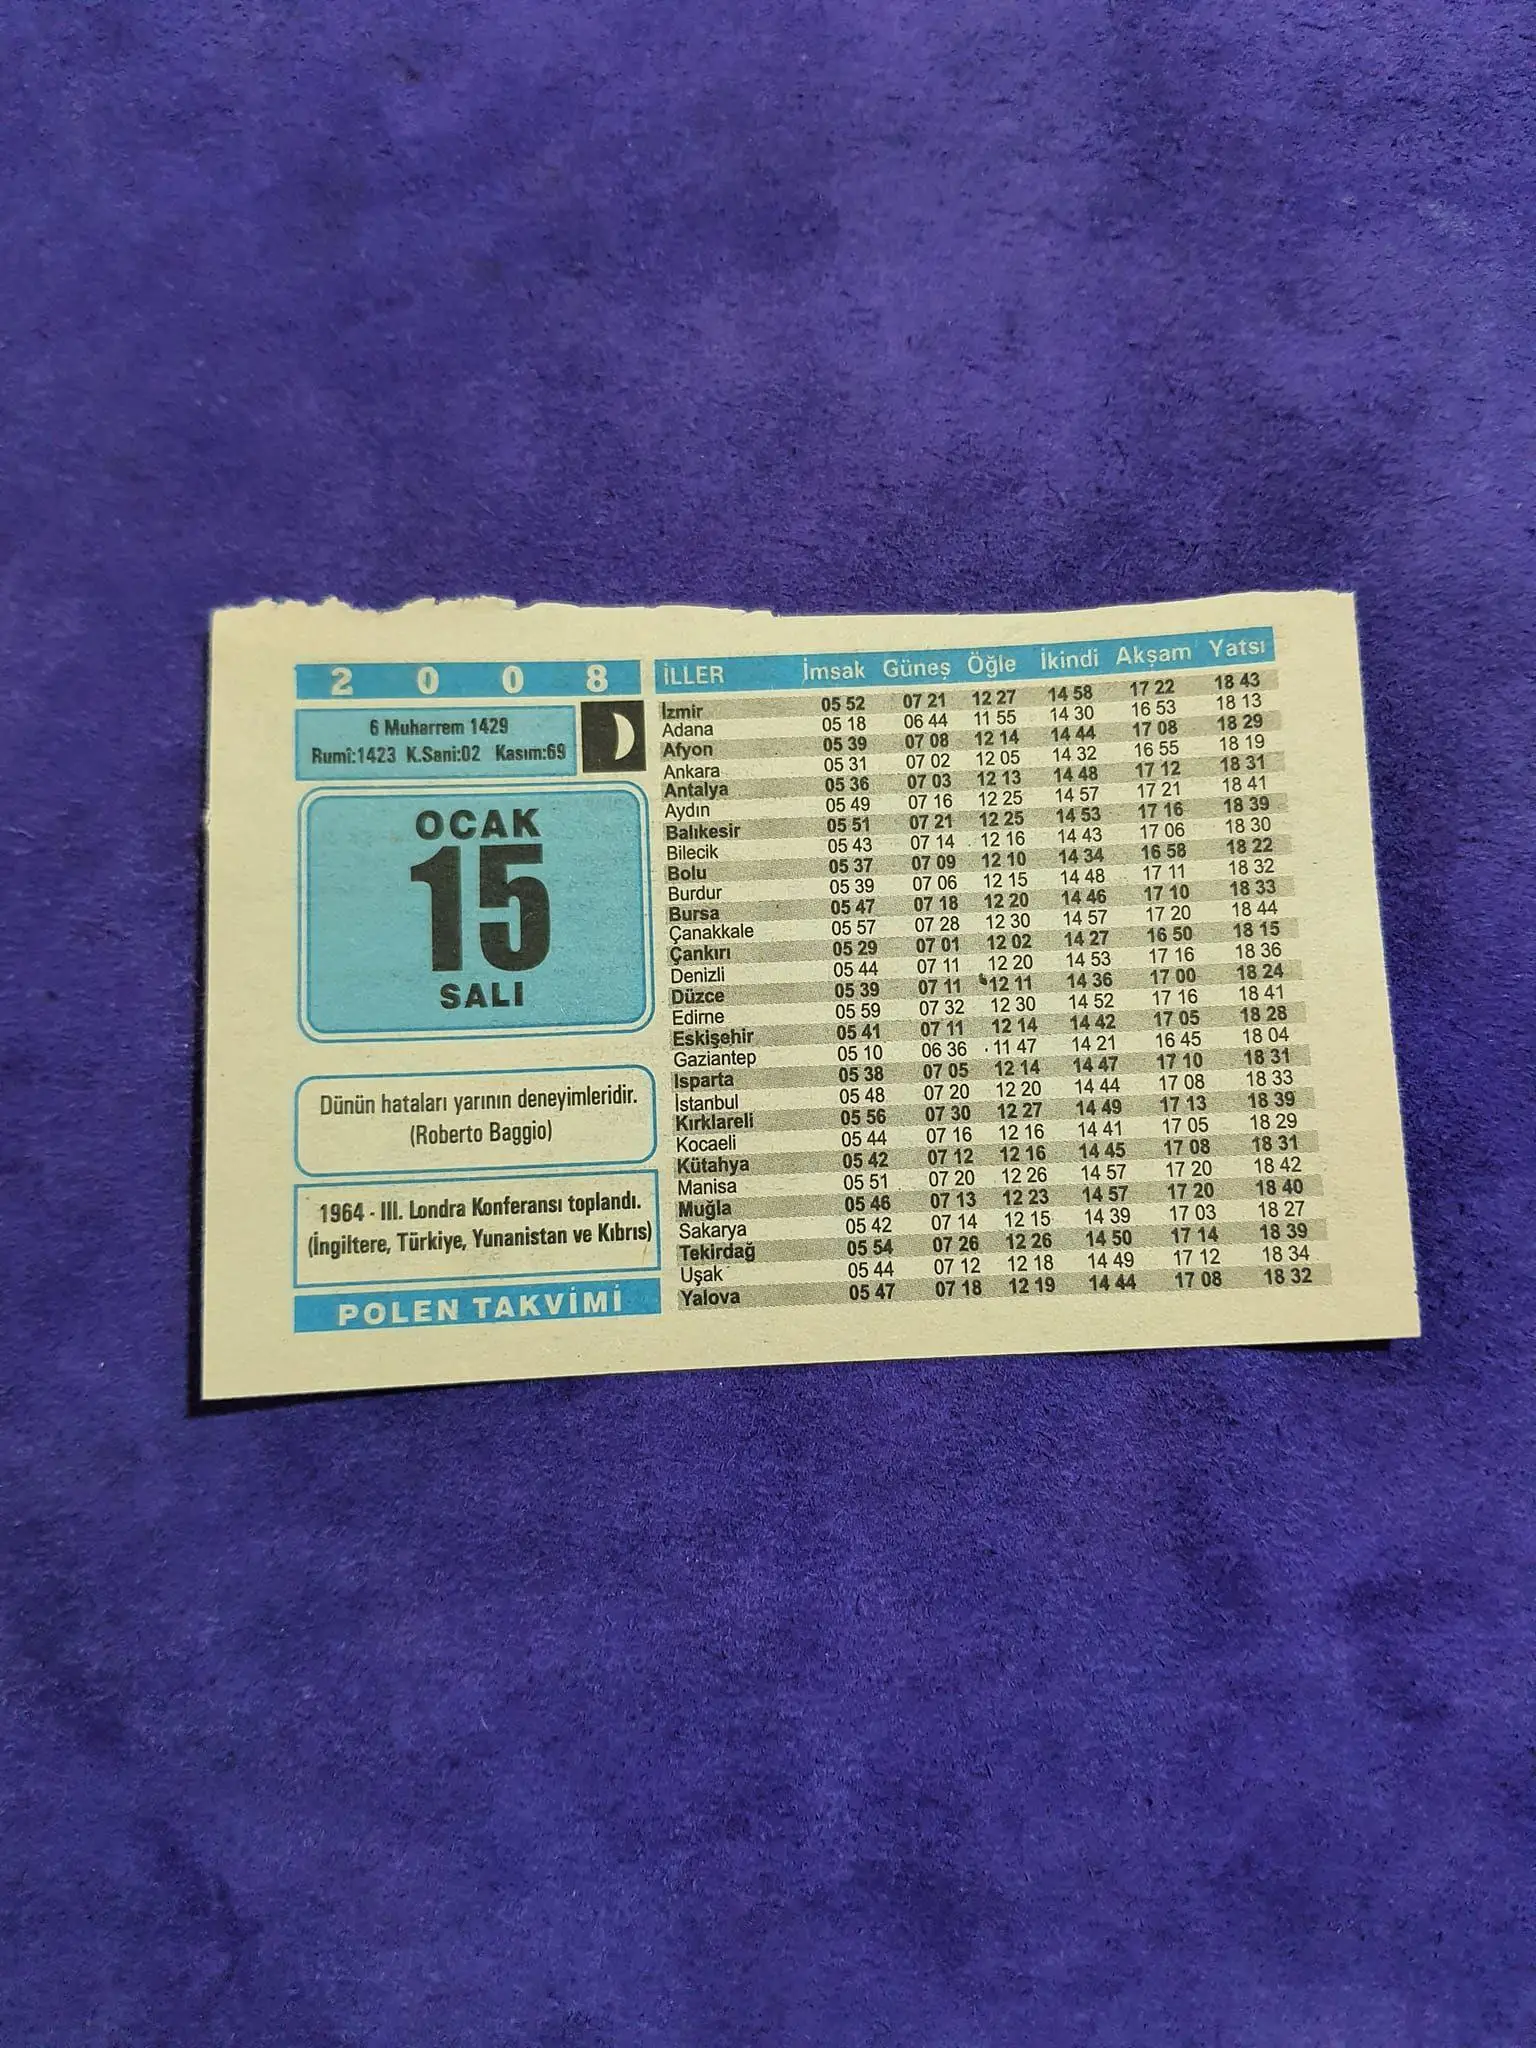 2 0 0 8
6 Muharrem 1429
Rumî:1423 K.Sani:02 Kasım:69
OCAK
15
SALI
Dünün hataları yarının deneyimleridir.
(Roberto Baggio)
1964 - III. Londra Konferansı toplandı.
(İngiltere, Türkiye, Yunanistan ve Kıbrıs)
POLEN TAKVİMİ
İLLER İmsak Güneş Öğle İkindi Akşam Yatsı
İzmir 05 52 07 21 12 27 14 58 17 22 18 43
Adana 05 18 06 44 11 55 14 30 16 53 18 13
Afyon 05 39 07 08 12 14 14 44 17 08 18 29
Ankara 05 31 07 02 12 05 14 32 16 55 18 19
Antalya 05 36 07 03 12 13 14 48 17 12 18 31
Aydın 05 49 07 16 12 25 14 57 17 21 18 41
Balıkesir 05 51 07 21 12 25 14 53 17 16 18 39
Bilecik 05 43 07 14 12 16 14 43 17 06 18 30
Bolu 05 37 07 09 12 10 14 34 16 58 18 22
Burdur 05 39 07 06 12 15 14 48 17 11 18 32
Bursa 05 47 07 18 12 20 14 46 17 10 18 33
Çanakkale 05 57 07 28 12 30 14 57 17 20 18 44
Çankırı 05 29 07 01 12 02 14 27 16 50 18 15
Denizli 05 44 07 11 12 20 14 53 17 16 18 36
Düzce 05 39 07 11 12 11 14 36 17 00 18 24
Edirne 05 59 07 32 12 30 14 52 17 16 18 41
Eskişehir 05 41 07 11 12 14 14 42 17 05 18 28
Gaziantep 05 10 06 36 11 47 14 21 16 45 18 04
Isparta 05 38 07 05 12 14 14 47 17 10 18 31
İstanbul 05 48 07 20 12 20 14 44 17 08 18 33
Kırklareli 05 56 07 30 12 27 14 49 17 13 18 39
Kocaeli 05 44 07 16 12 16 14 41 17 05 18 29
Kütahya 05 42 07 12 12 16 14 45 17 08 18 31
Manisa 05 51 07 20 12 26 14 57 17 20 18 42
Muğla 05 46 07 13 12 23 14 57 17 20 18 40
Sakarya 05 42 07 14 12 15 14 39 17 03 18 27
Tekirdağ 05 54 07 26 12 26 14 50 17 14 18 39
Uşak 05 44 07 12 12 18 14 49 17 12 18 34
Yalova 05 47 07 18 12 19 14 44 17 08 18 32